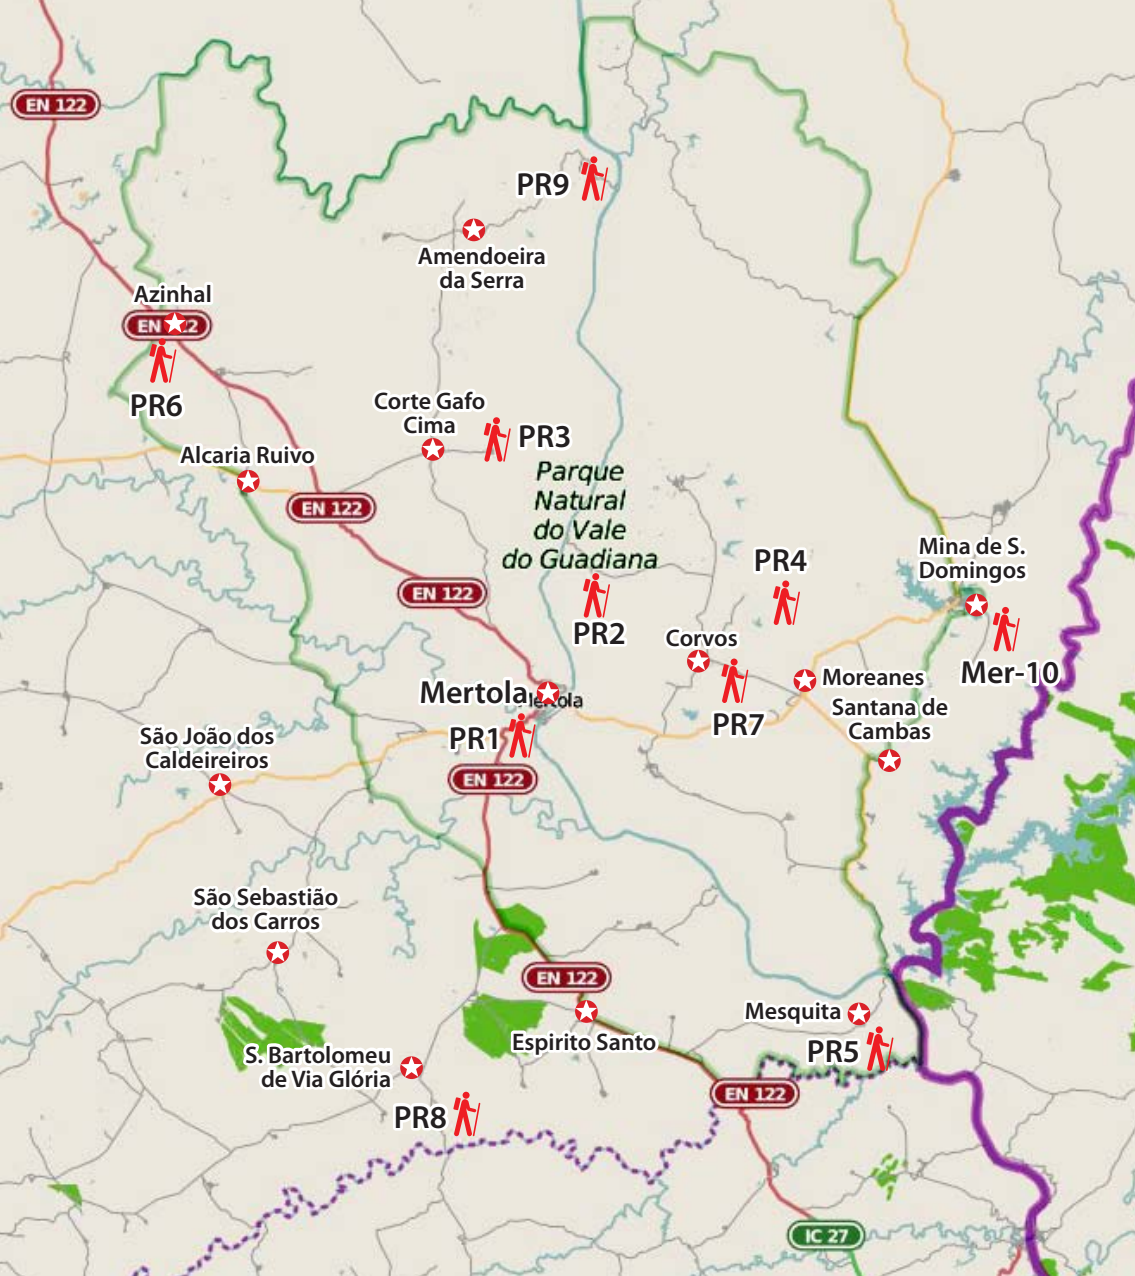 EN 122
PR9
Amendoeira
da Serra
Azinhal
EN 122
PR6
Corte Gafo
Cima
PR3
Alcaria Ruivo
Parque
Natural
do Vale
do Guadiana
EN 122
Mina de S.
Domingos
PR4
EN 122
PR2
Corvos
Mer-10
Moreanes
Mertola
Mertola
Santana de
Cambas
PR7
PR1
São João dos
Caldeireiros
EN 122
São Sebastião
dos Carros
EN 122
Mesquita
Espirito Santo
PR5
S. Bartolomeu
de Via Glória
EN 122
PR8
IC 27